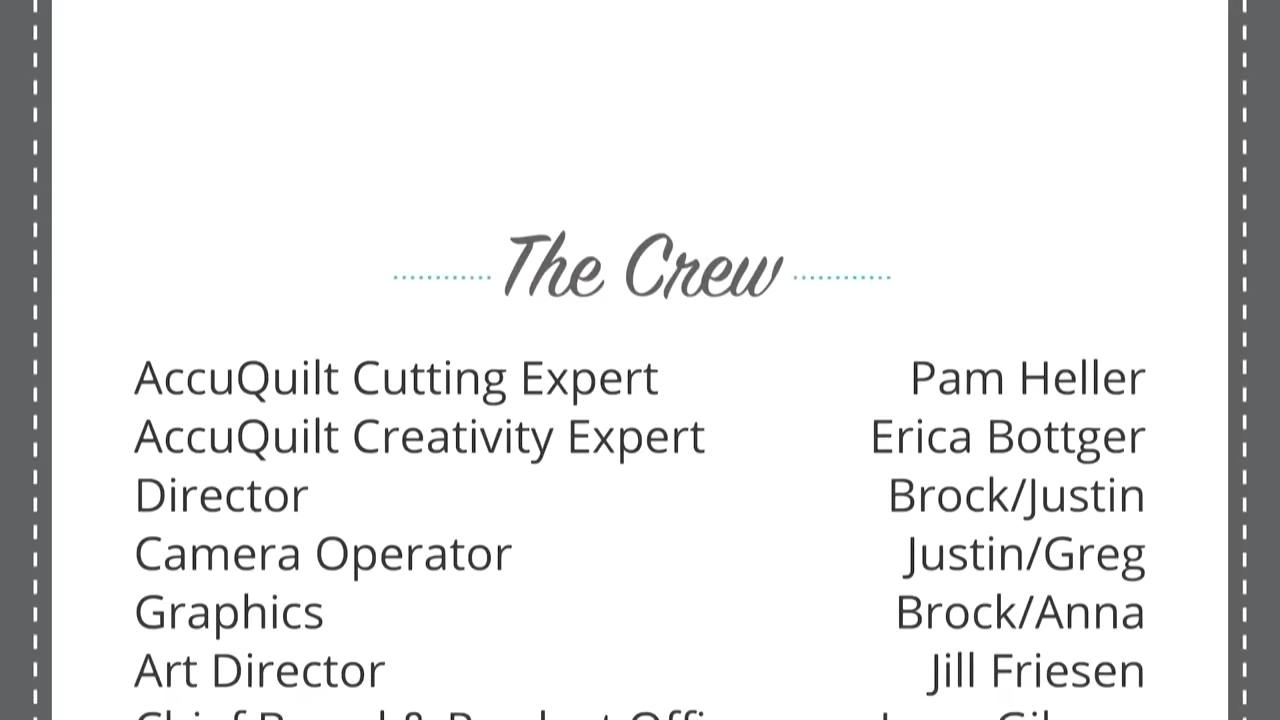 The Crew
AccuQuilt Cutting Expert Pam Heller
AccuQuilt Creativity Expert Erica Bottger
Director Brock/Justin
Camera Operator Justin/Greg
Graphics Brock/Anna
Art Director Jill Friesen